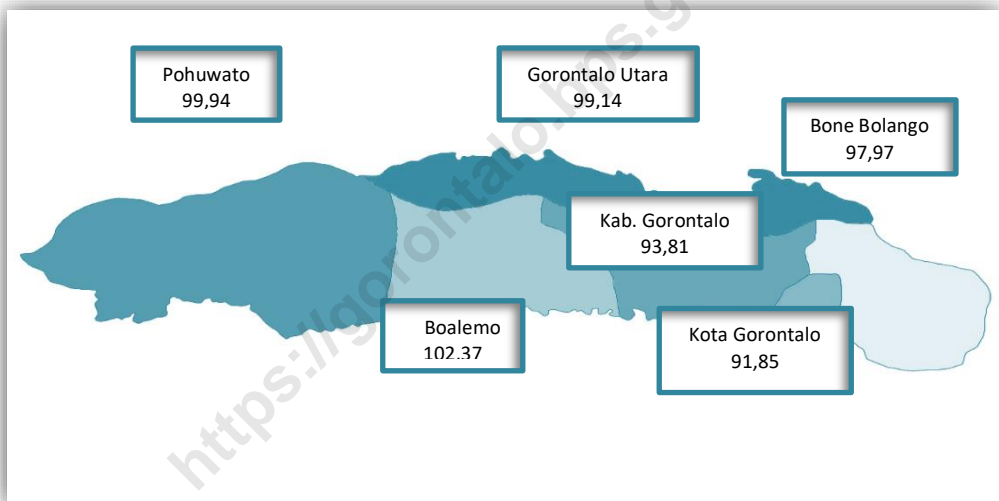 Pohuwato
99,94
Gorontalo Utara
99,14
Bone Bolango
97,97
Kab. Gorontalo
93,81
Boalemo
102,37
Kota Gorontalo
91,85
https://gorontalo.bps.g